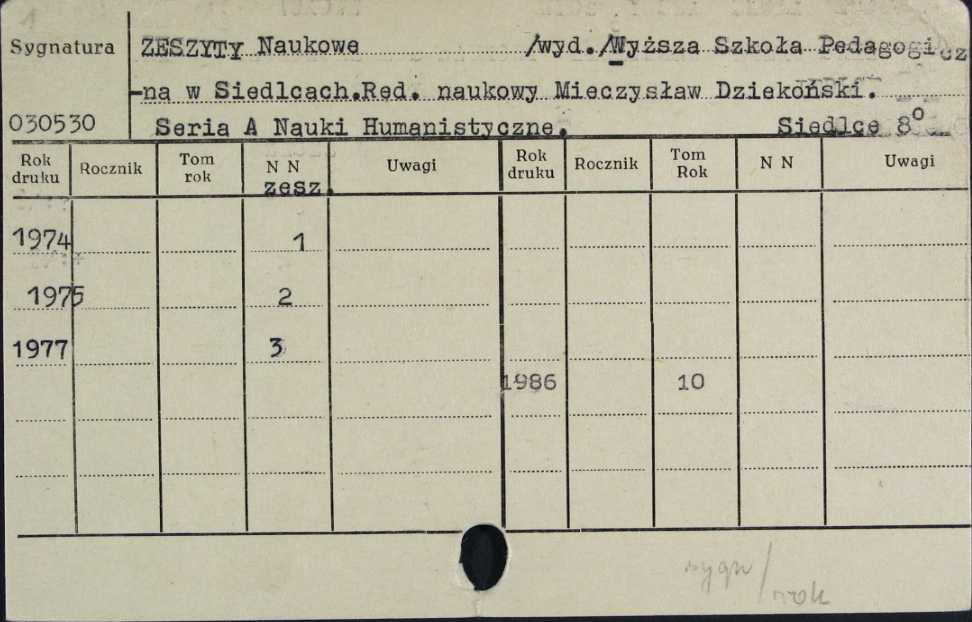 Sygnatura ZESZYTY Naukowe /wyd./Wyższa Szkoła Pedagogicz
-na w Siedlcach.Red. naukowy Mieczysław Dziekoński.
030530 Seria A Nauki Humanistyczne. Siedlce 8°
Rok druku Rocznik Tom rok N N zesz. Uwagi Rok druku Rocznik Tom Rok N N Uwagi
1974 1
1975 2
1977 3
1986 10
sygn/
rok